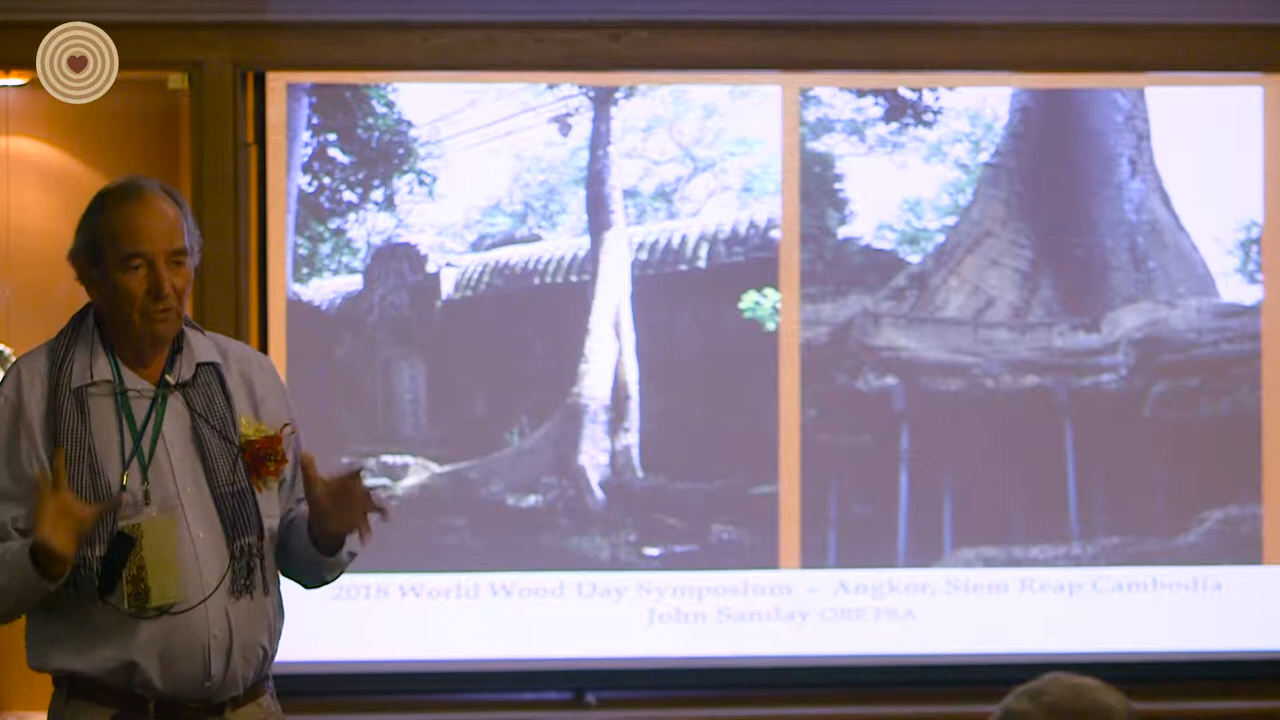 2018 World Wood Day Symposium - Angkor, Siem Reap Cambodia
John Sanday OBE FSA